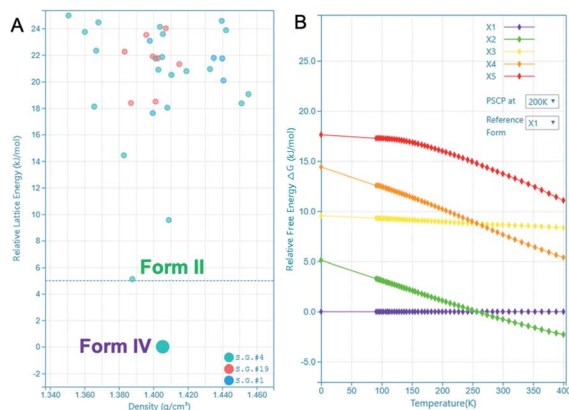 A
Relative Lattice Energy (kJ/mol)
24
22
20
18
16
14
12
10
8
6
4
2
0
-2
Form II
Form IV
S.G.#4
S.G.#19
S.G.#1
1.340
1.360
1.380
1.400
1.420
1.440
1.460
Density (g/cm³)
B
Relative Free Energy △G (kJ/mol)
25.0
20.0
15.0
10.0
5.0
0.0
-5.0
X1
X2
X3
X4
X5
PSCP at 200K
Reference Form X1
0
50
100
150
200
250
300
350
400
Temperature(K)